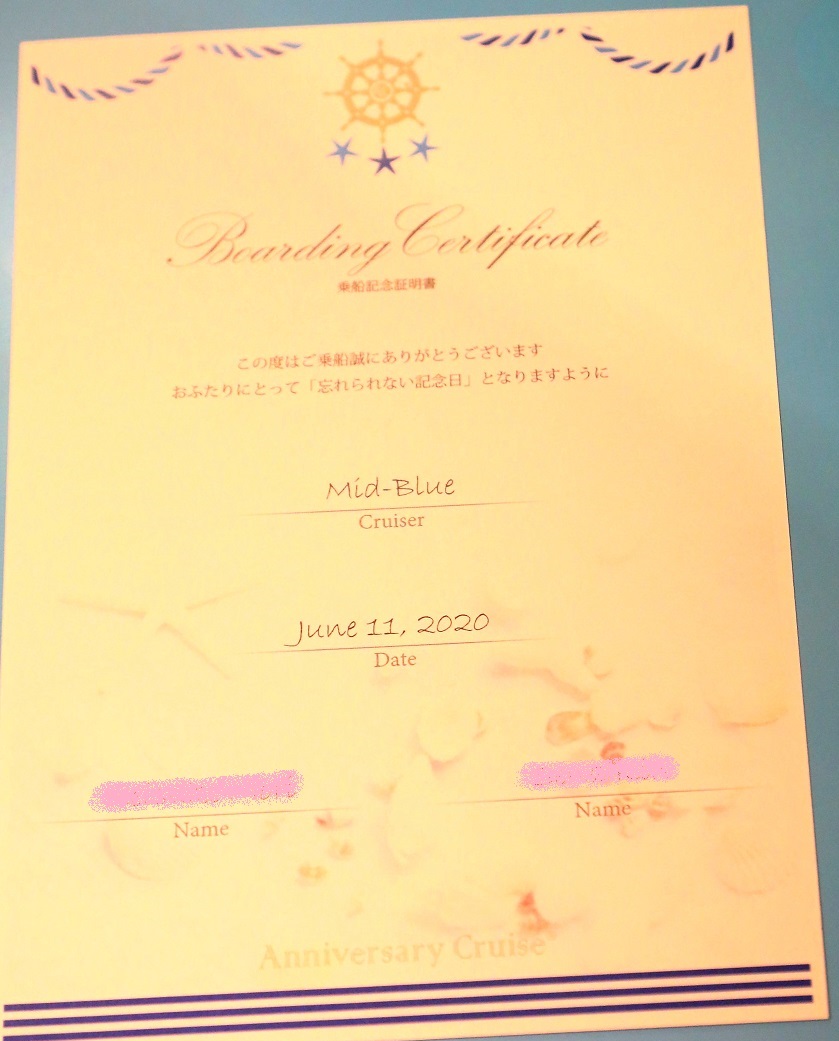 Boarding Certificate
乗船記念証明書
この度はご乗船誠にありがとうございます
おふたりにとって「忘れられない記念日」となりますように
Mid-Blue
Cruiser
June 11, 2020
Date
Name
Name
Anniversary Cruise